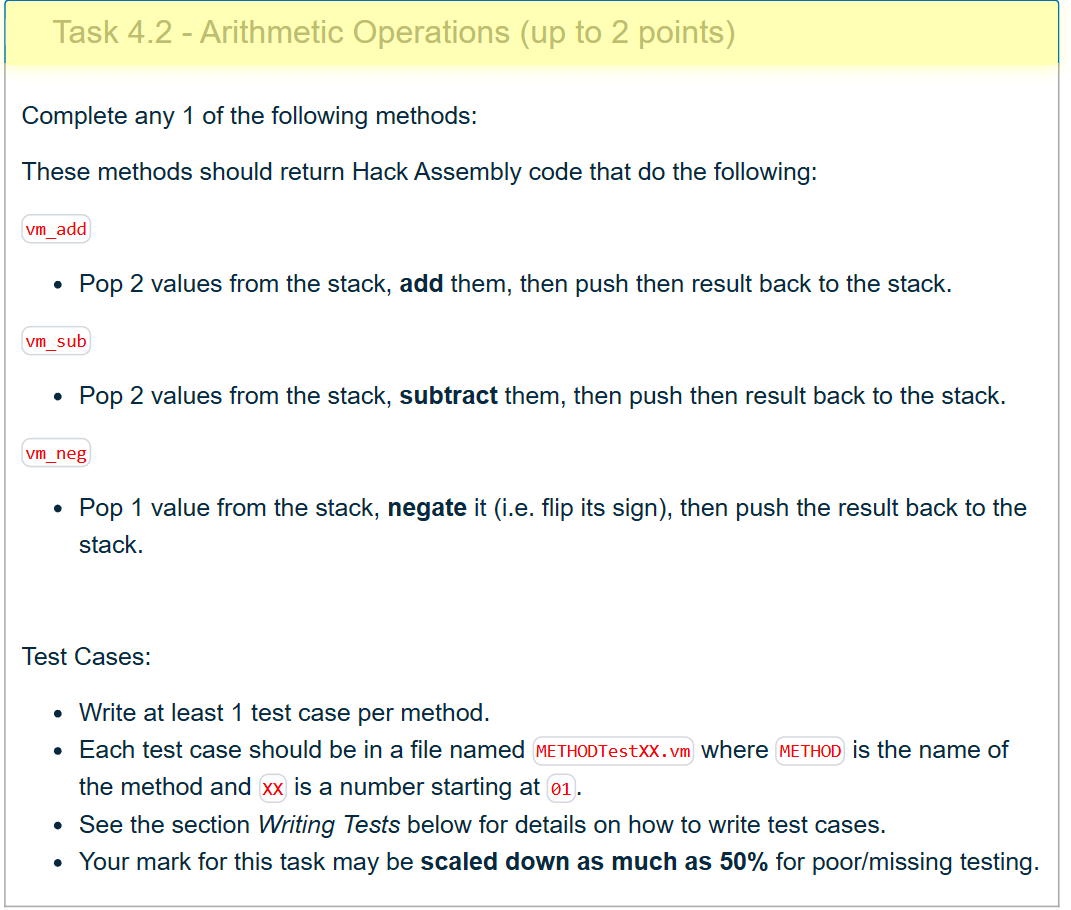 Task 4.2 - Arithmetic Operations (up to 2 points)
Complete any 1 of the following methods:
These methods should return Hack Assembly code that do the following:
vm_add
• Pop 2 values from the stack, add them, then push then result back to the stack.
vm_sub
• Pop 2 values from the stack, subtract them, then push then result back to the stack.
vm_neg
• Pop 1 value from the stack, negate it (i.e. flip its sign), then push the result back to the
stack.
Test Cases:
• Write at least 1 test case per method.
• Each test case should be in a file named METHODTestXX.vm where METHOD is the name of
the method and XX is a number starting at 01.
• See the section Writing Tests below for details on how to write test cases.
• Your mark for this task may be scaled down as much as 50% for poor/missing testing.